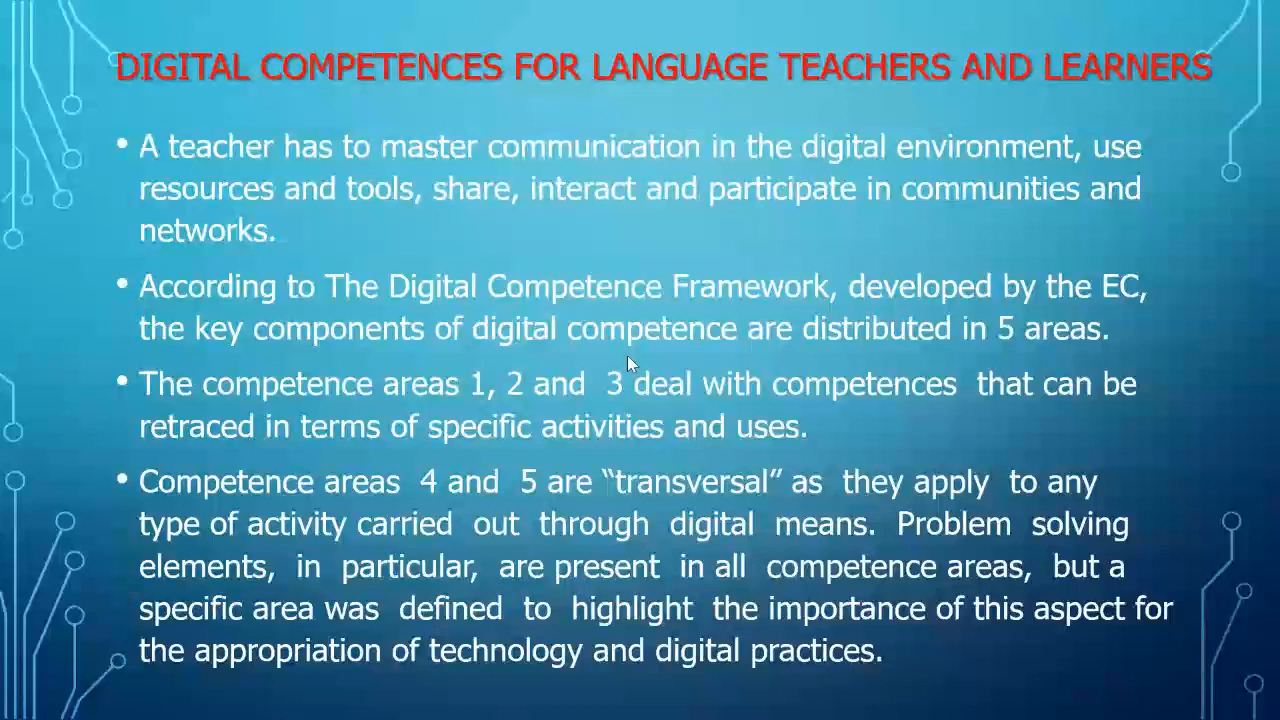 DIGITAL COMPETENCES FOR LANGUAGE TEACHERS AND LEARNERS
• A teacher has to master communication in the digital environment, use
resources and tools, share, interact and participate in communities and
networks.
• According to The Digital Competence Framework, developed by the EC,
the key components of digital competence are distributed in 5 areas.
• The competence areas 1, 2 and 3 deal with competences that can be
retraced in terms of specific activities and uses.
• Competence areas 4 and 5 are “transversal” as they apply to any
type of activity carried out through digital means. Problem solving
elements, in particular, are present in all competence areas, but a
specific area was defined to highlight the importance of this aspect for
the appropriation of technology and digital practices.